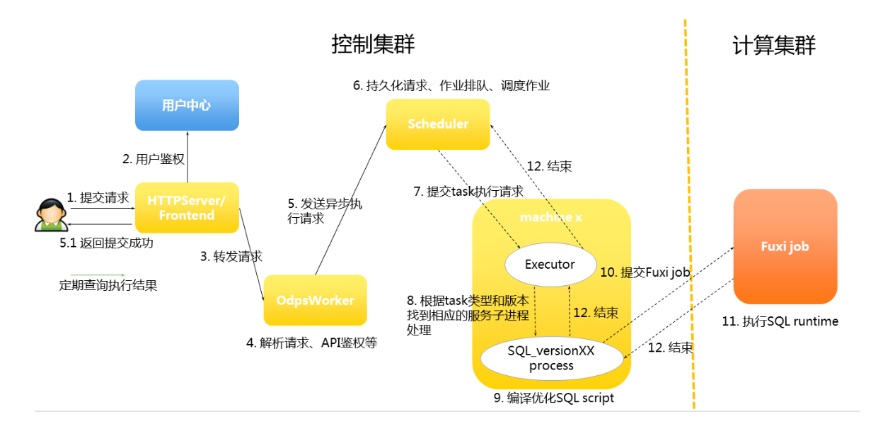 控制集群
计算集群
6. 持久化请求、作业排队、调度作业
用户中心
Scheduler
2. 用户鉴权
12. 结束
1. 提交请求
7. 提交task执行请求
HTTPServer/
Frontend
5. 发送异步执
行请求
machine x
5.1 返回提交成功
3. 转发请求
Executor
10. 提交Fuxi job
Fuxi job
定期查询执行结果
OdpsWorker
8. 根据task类型和版本
找到相应的服务子进程
处理
12. 结束
11. 执行SQL runtime
4. 解析请求、API鉴权等
SQL_versionXX
process
12. 结束
9. 编译优化SQL script